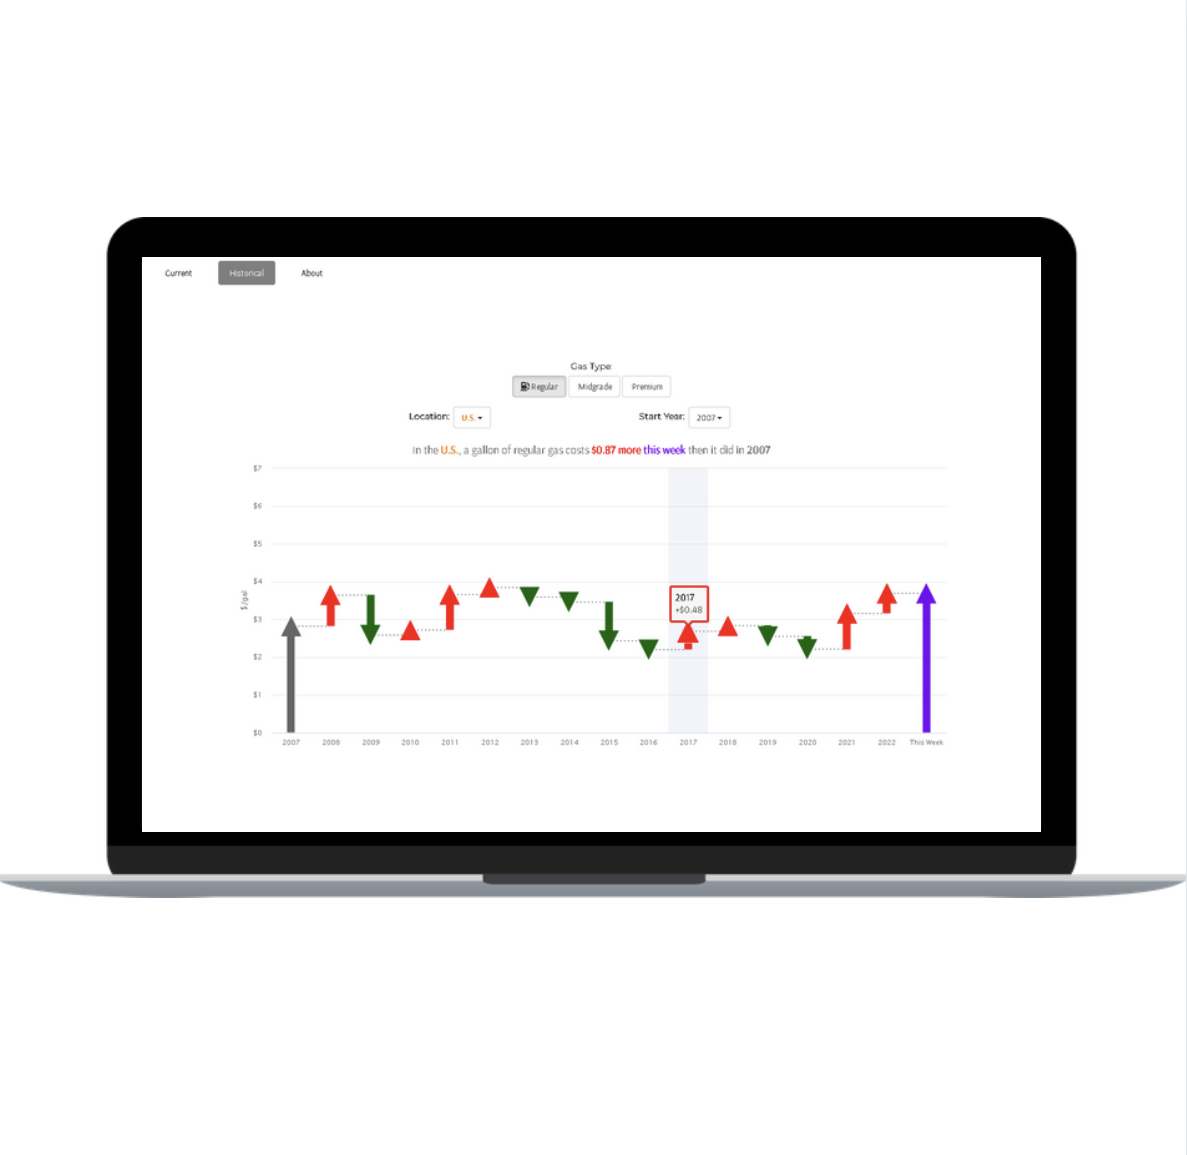 Current Historical About
Gas Type:
Regular Midgrade Premium
Location: U.S. Start Year: 2007
In the U.S., a gallon of regular gas costs $0.87 more this week then it did in 2007
$7
$6
$5
$4
$3
$2
$1
$0
$/gal
2017
+$0.48
2007 2008 2009 2010 2011 2012 2013 2014 2015 2016 2017 2018 2019 2020 2021 2022 This Week